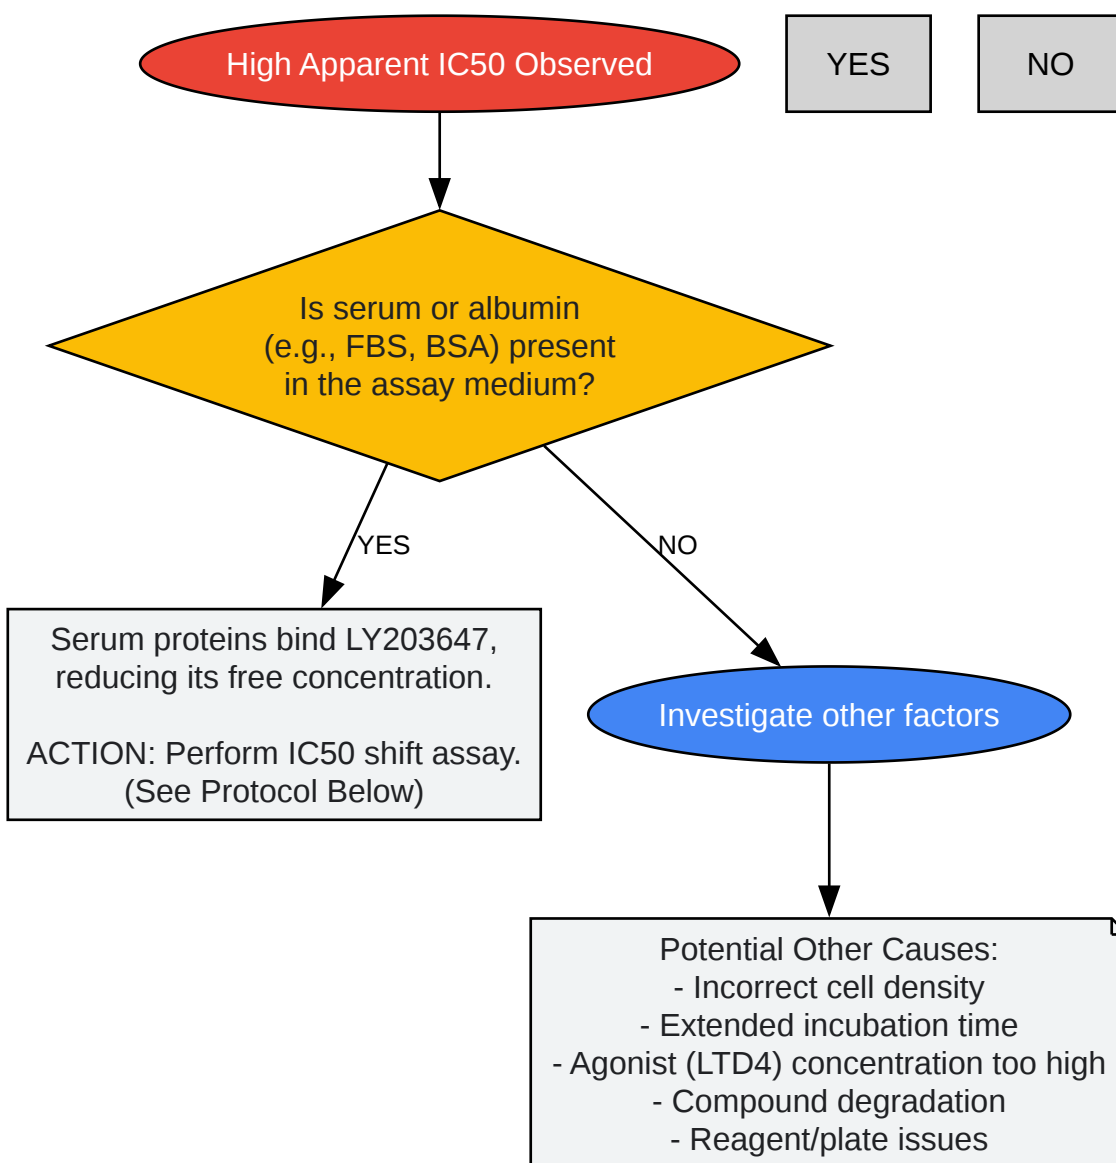 High Apparent IC50 Observed
YES
NO
Is serum or albumin
(e.g., FBS, BSA) present
in the assay medium?
YES
NO
Serum proteins bind LY203647,
reducing its free concentration.
ACTION: Perform IC50 shift assay.
(See Protocol Below)
Investigate other factors
Potential Other Causes:
- Incorrect cell density
- Extended incubation time
- Agonist (LTD4) concentration too high
- Compound degradation
- Reagent/plate issues